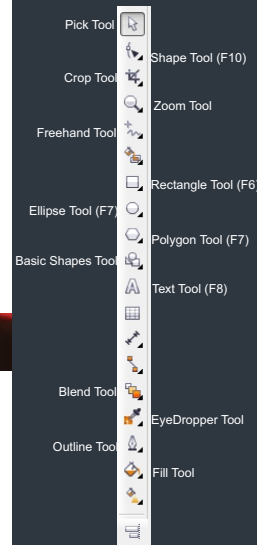 Pick Tool
Shape Tool (F10)
Crop Tool
Zoom Tool
Freehand Tool
Rectangle Tool (F6)
Ellipse Tool (F7)
Polygon Tool (F7)
Basic Shapes Tool
Text Tool (F8)
Blend Tool
EyeDropper Tool
Outline Tool
Fill Tool